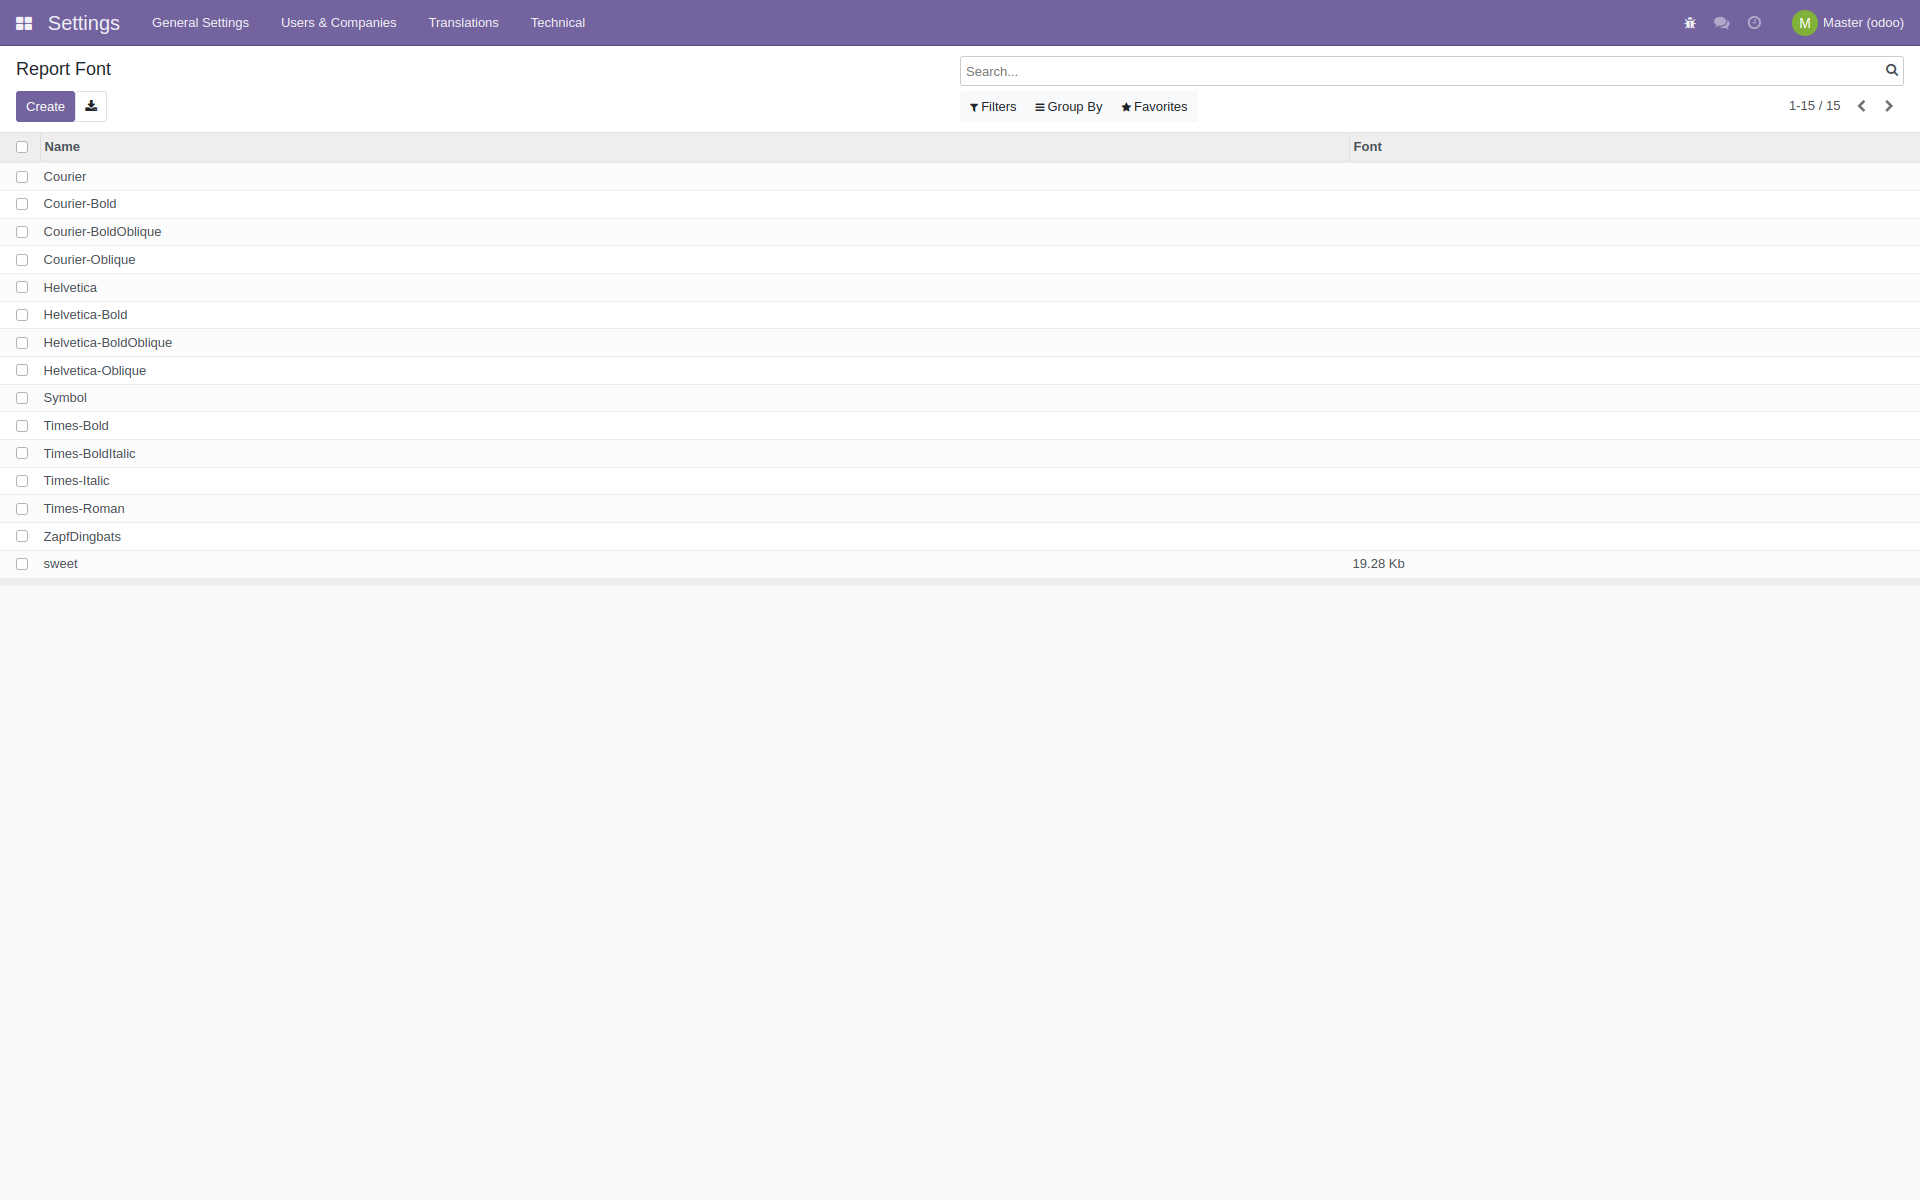 Settings General Settings Users & Companies Translations Technical M Master (odoo)
Report Font
Search...
Create
Filters Group By Favorites 1-15 / 15
Name Font
Courier
Courier-Bold
Courier-BoldOblique
Courier-Oblique
Helvetica
Helvetica-Bold
Helvetica-BoldOblique
Helvetica-Oblique
Symbol
Times-Bold
Times-BoldItalic
Times-Italic
Times-Roman
ZapfDingbats
sweet 19.28 Kb